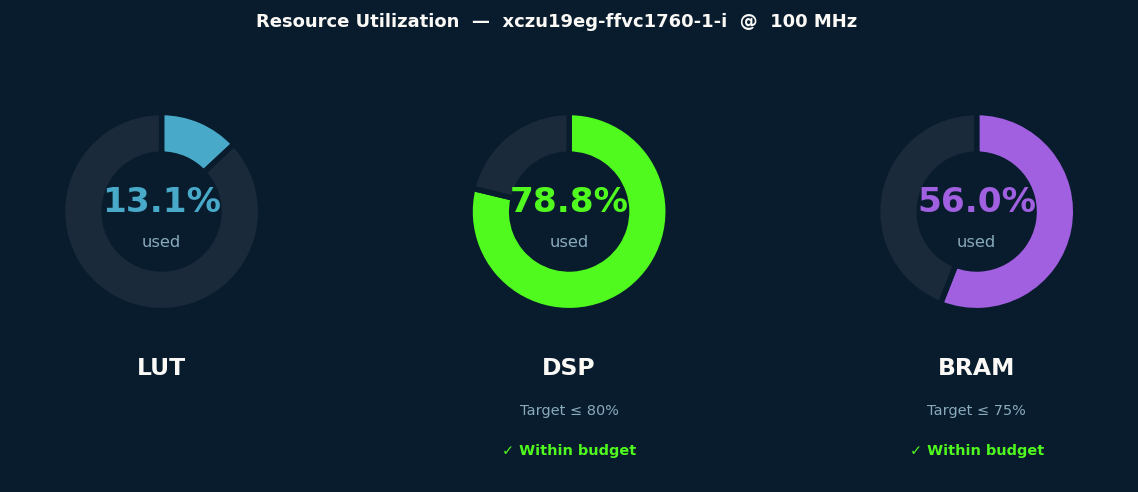 Resource Utilization — xczu19eg-ffvc1760-1-i @ 100 MHz
13.1%
used
LUT
78.8%
used
DSP
Target ≤ 80%
✓ Within budget
56.0%
used
BRAM
Target ≤ 75%
✓ Within budget